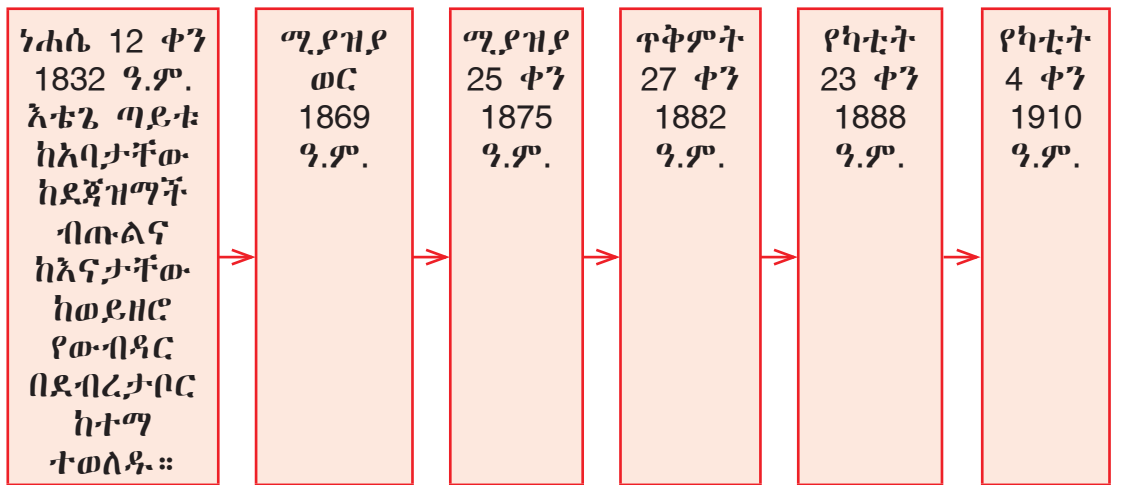 ነሐሴ 12 ቀን
1832 ዓ.ም.
እቴጌ ጣይቱ
ከአባታቸው
ከደጃዝማች
ብጡልና
ከእናታቸው
ከወይዘሮ
የውብዳር
በደብረታቦር
ከተማ
ተወለዱ።
ሚያዝያ
ወር
1869
ዓ.ም.
ሚያዝያ
25 ቀን
1875
ዓ.ም.
ጥቅምት
27 ቀን
1882
ዓ.ም.
የካቲት
23 ቀን
1888
ዓ.ም.
የካቲት
4 ቀን
1910
ዓ.ም.